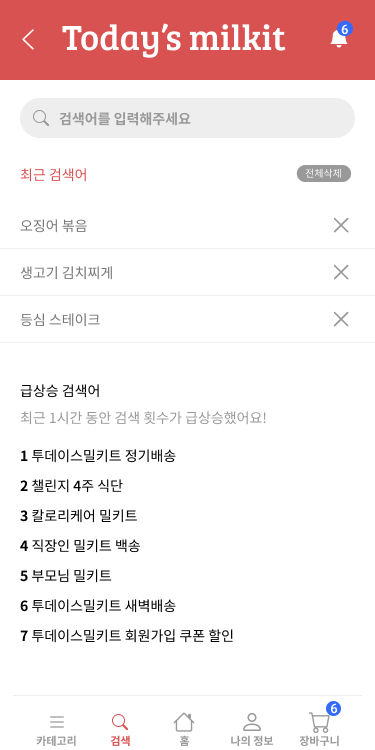 Today's milkit
6
검색어를 입력해주세요
최근 검색어
전체삭제
오징어 볶음
생고기 김치찌게
등심 스테이크
급상승 검색어
최근 1시간 동안 검색 횟수가 급상승했어요!
1 투데이스밀키트 정기배송
2 챌린지 4주 식단
3 칼로리케어 밀키트
4 직장인 밀키트 백송
5 부모님 밀키트
6 투데이스밀키트 새벽배송
7 투데이스밀키트 회원가입 쿠폰 할인
6
카테고리 검색 홈 나의 정보 장바구니